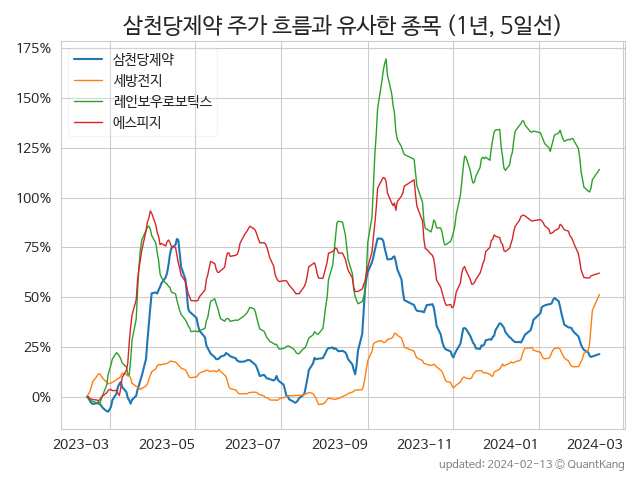 삼천당제약 주가 흐름과 유사한 종목 (1년, 5일선)
175%
150%
125%
100%
75%
50%
25%
0%
삼천당제약
세방전지
레인보우로보틱스
에스피지
2023-03
2023-05
2023-07
2023-09
2023-11
2024-01
2024-03
updated: 2024-02-13 © QuantKang